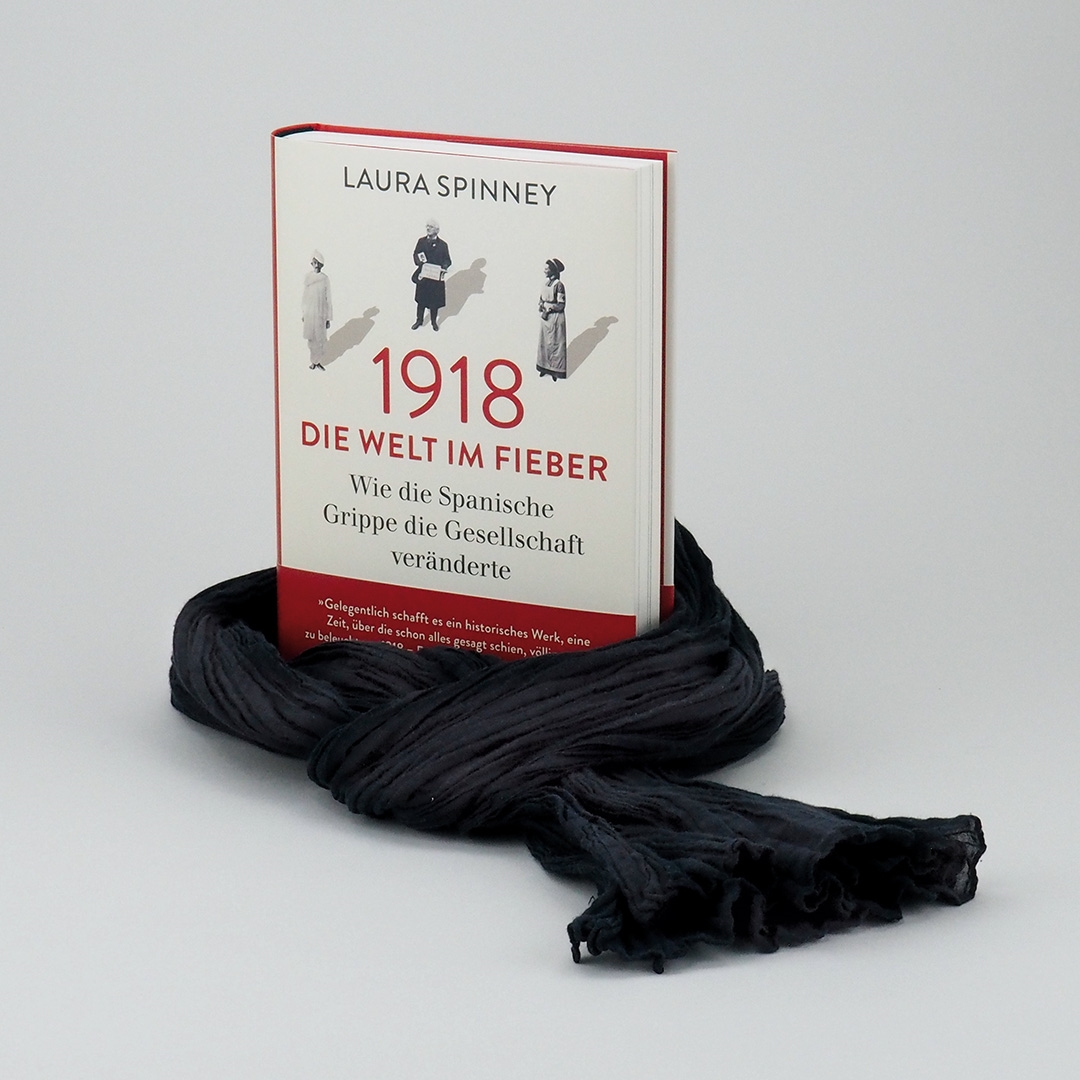 LAURA SPINNEY
1918
DIE WELT IM FIEBER
Wie die Spanische
Grippe die Gesellschaft
veränderte
»Gelegentlich schafft es ein historisches Werk, eine
Zeit, über die schon alles gesagt schien,
zu